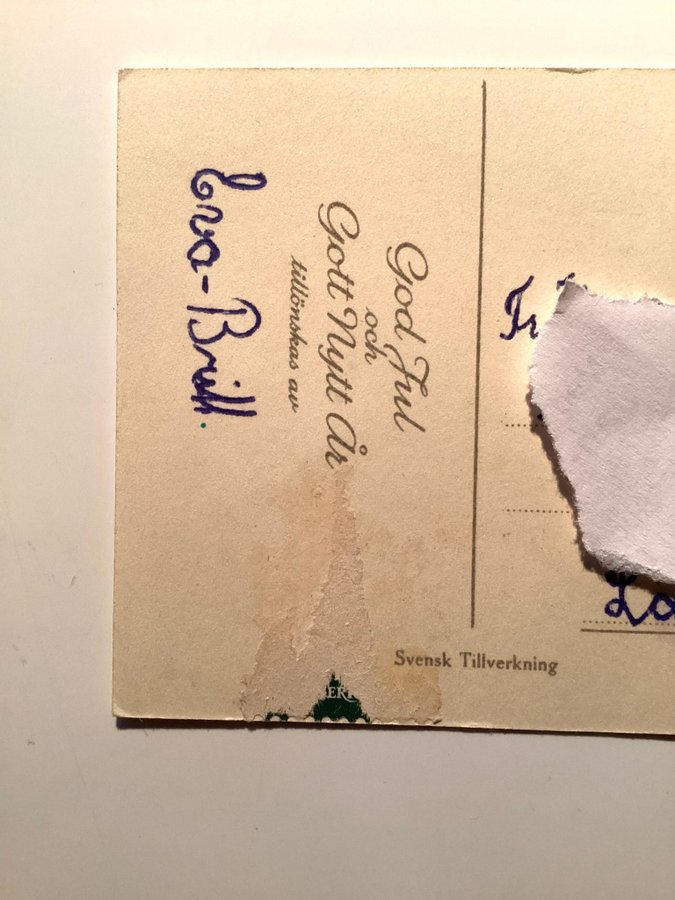 God Jul
och
Gott Nytt År
tillönskas av
Eva-Britt.
Svensk Tillverkning